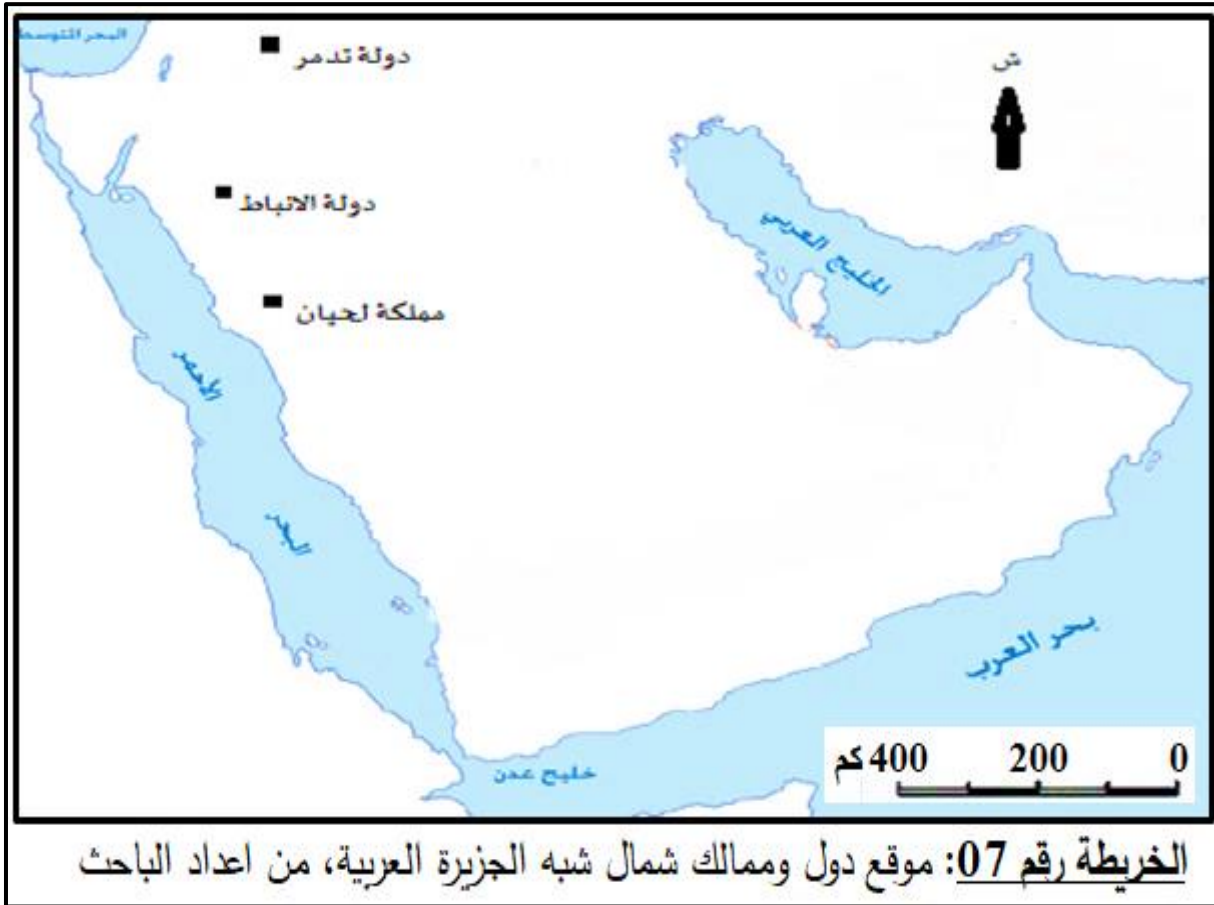 البحر المتوسط
دولة تدمر
ش
دولة الانباط
الخليج العربي
مملكة لحيان
الأحمر
البحر
بحر العرب
خليج عدن
0 200 400 كم
الخريطة رقم 07: موقع دول وممالك شمال شبه الجزيرة العربية، من اعداد الباحث